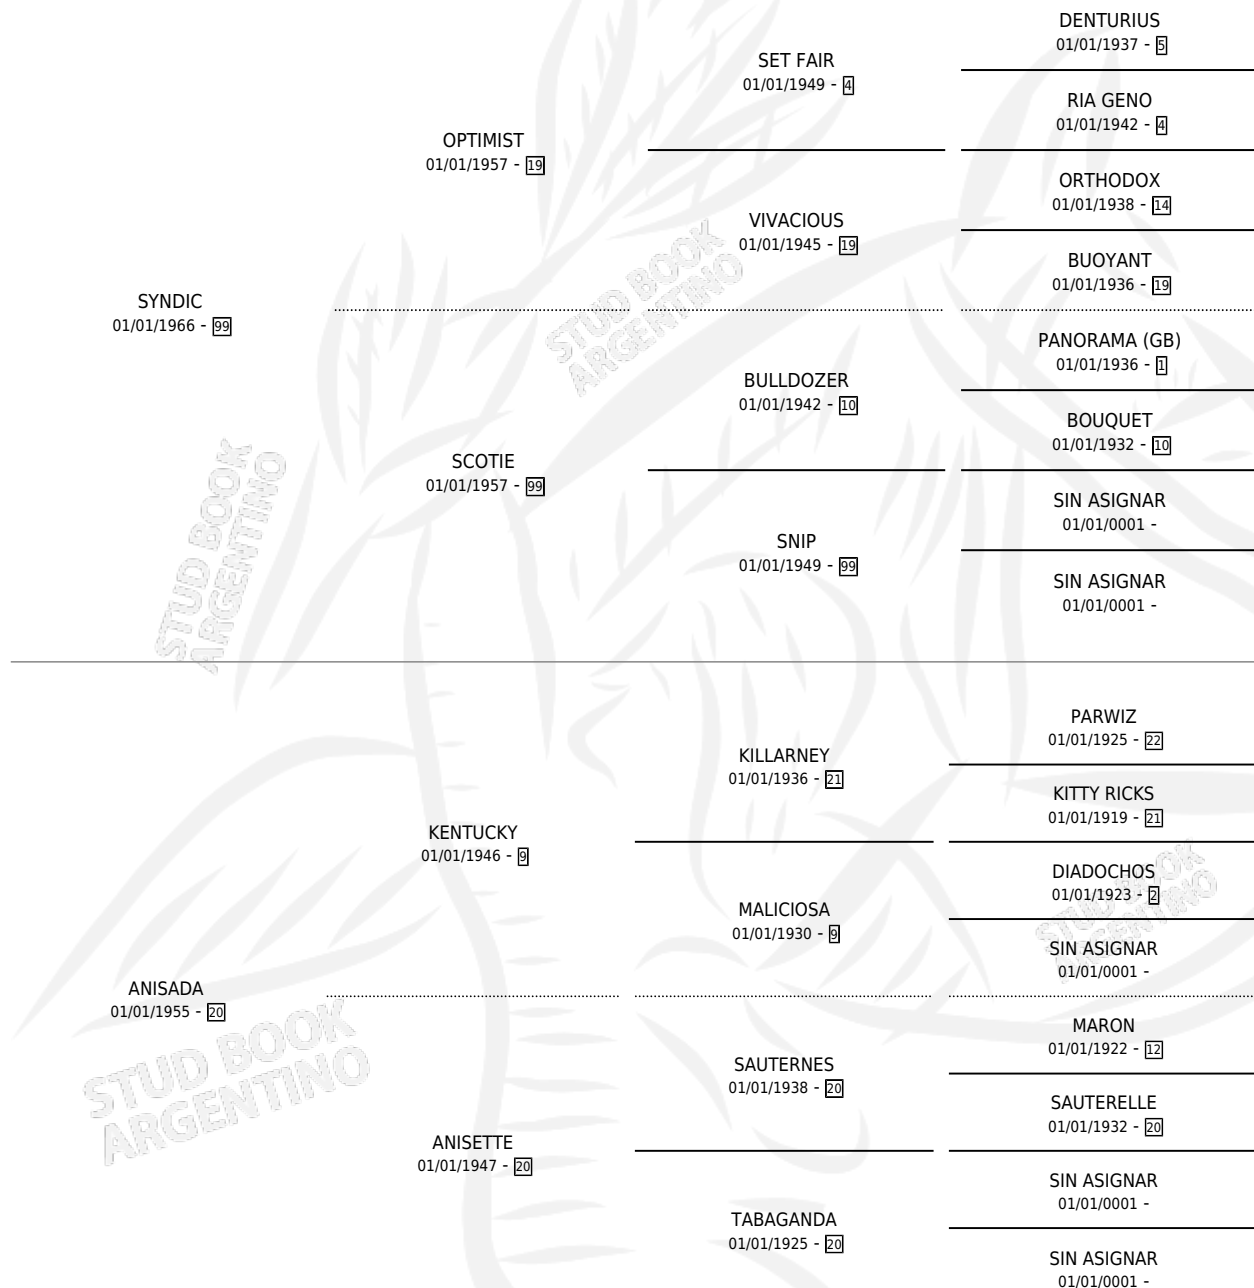 DENTURIUS
01/01/1937 - 5
SET FAIR
01/01/1949 - 4
RIA GENO
01/01/1942 - 4
OPTIMIST
01/01/1957 - 19
ORTHODOX
01/01/1938 - 14
VIVACIOUS
01/01/1945 - 19
BUOYANT
01/01/1936 - 19
SYNDIC
01/01/1966 - 99
STUD BOOK
ARGENTINO
PANORAMA (GB)
01/01/1936 - 1
BULLDOZER
01/01/1942 - 10
BOUQUET
01/01/1932 - 10
SCOTIE
01/01/1957 - 99
SIN ASIGNAR
01/01/0001 -
SNIP
01/01/1949 - 99
SIN ASIGNAR
01/01/0001 -
STUD BOOK
ARGENTINO
PARWIZ
01/01/1925 - 22
KILLARNEY
01/01/1936 - 21
KITTY RICKS
01/01/1919 - 21
KENTUCKY
01/01/1946 - 9
DIADOCHOS
01/01/1923 - 2
MALICIOSA
01/01/1930 - 9
STUD BOOK
ARGENTINO
SIN ASIGNAR
01/01/0001 -
ANISADA
01/01/1955 - 20
MARON
01/01/1922 - 12
STUD BOOK
ARGENTINO
SAUTERNES
01/01/1938 - 20
SAUTERELLE
01/01/1932 - 20
ANISETTE
01/01/1947 - 20
SIN ASIGNAR
01/01/0001 -
TABAGANDA
01/01/1925 - 20
SIN ASIGNAR
01/01/0001 -